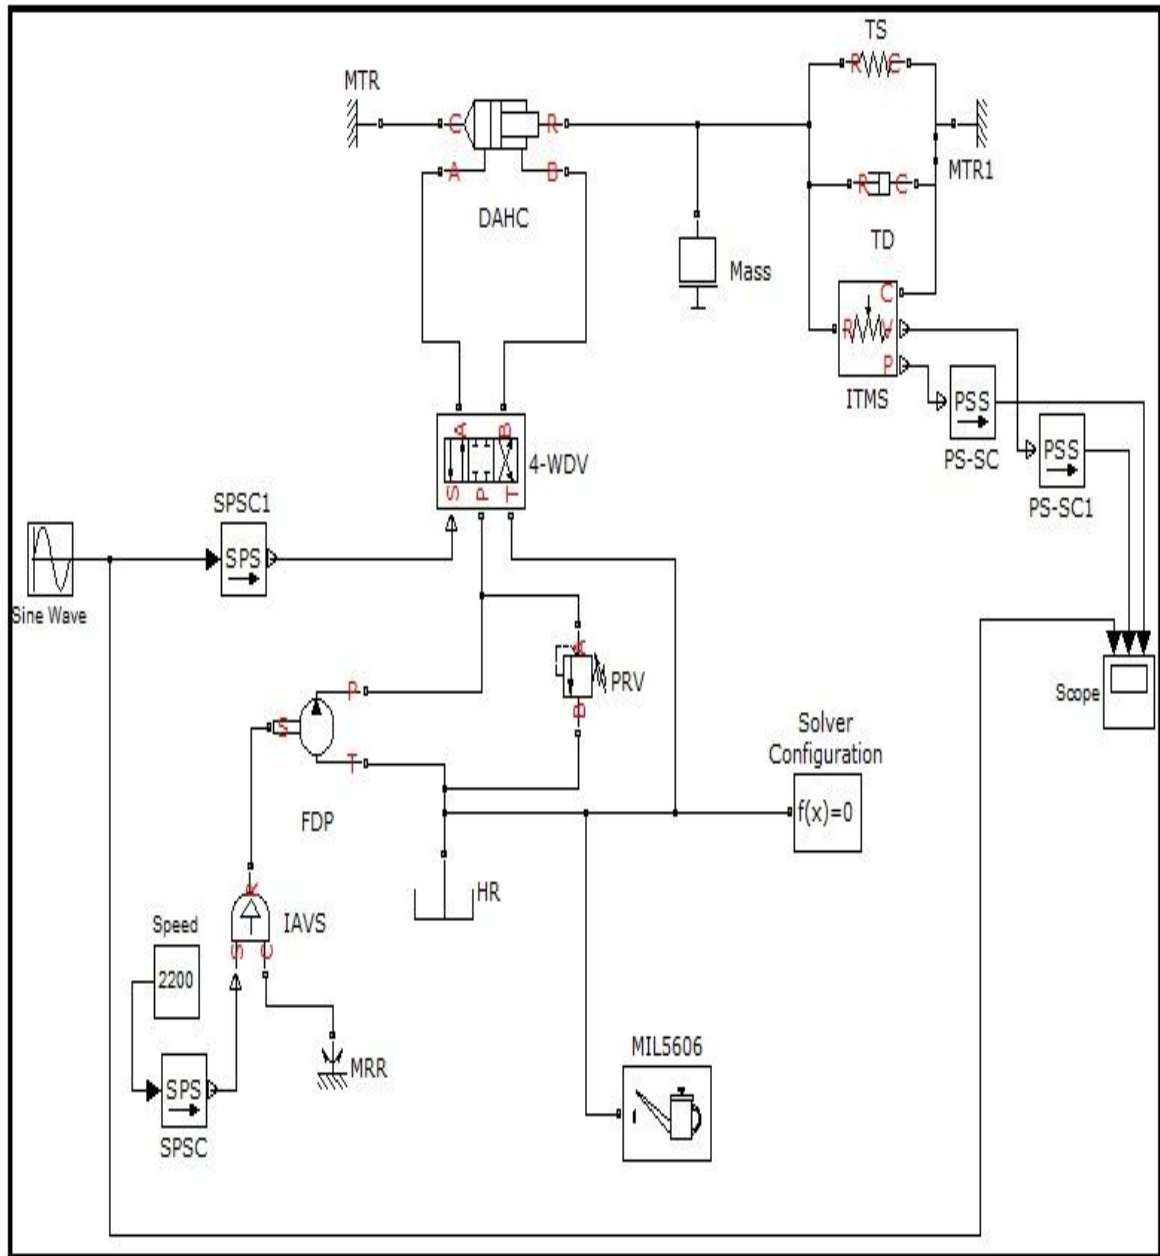 TS
R C
MTR
C R
MTR1
A B
R C
DAHC
TD
Mass
C
R V
P
ITMS
PSS
PS-SC
PSS
PS-SC1
A B
4-WDV
S P T
SPSC1
SPS
Sine Wave
A
PRV
B
P
S
T
FDP
Scope
Solver
Configuration
f(x)=0
HR
R
IAVS
S C
Speed
2200
MRR
SPS
SPSC
MIL5606